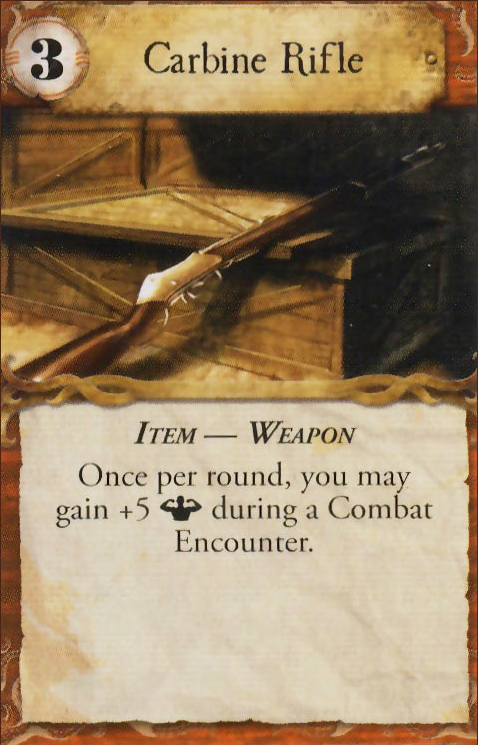 3
Carbine Rifle
Item — Weapon
Once per round, you may
gain +5 during a Combat
Encounter.